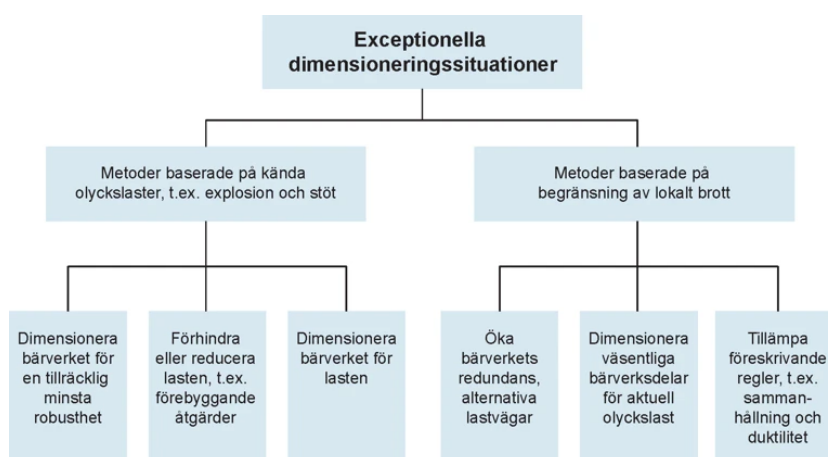 Exceptionella
dimensioneringssituationer
Metoder baserade på kända
olyckslaster, t.ex. explosion och stöt
Metoder baserade på
begränsning av lokalt brott
Dimensionera
bärverket för
en tillräcklig
minsta
robusthet
Förhindra
eller reducera
lasten, t.ex.
förebyggande
åtgärder
Dimensionera
bärverket för
lasten
Öka
bärverkets
redundans,
alternativa
lastvägar
Dimensionera
väsentliga
bärverksdelar
för aktuell
olyckslast
Tillämpa
föreskrivande
regler, t.ex.
samman-
hållning och
duktilitet